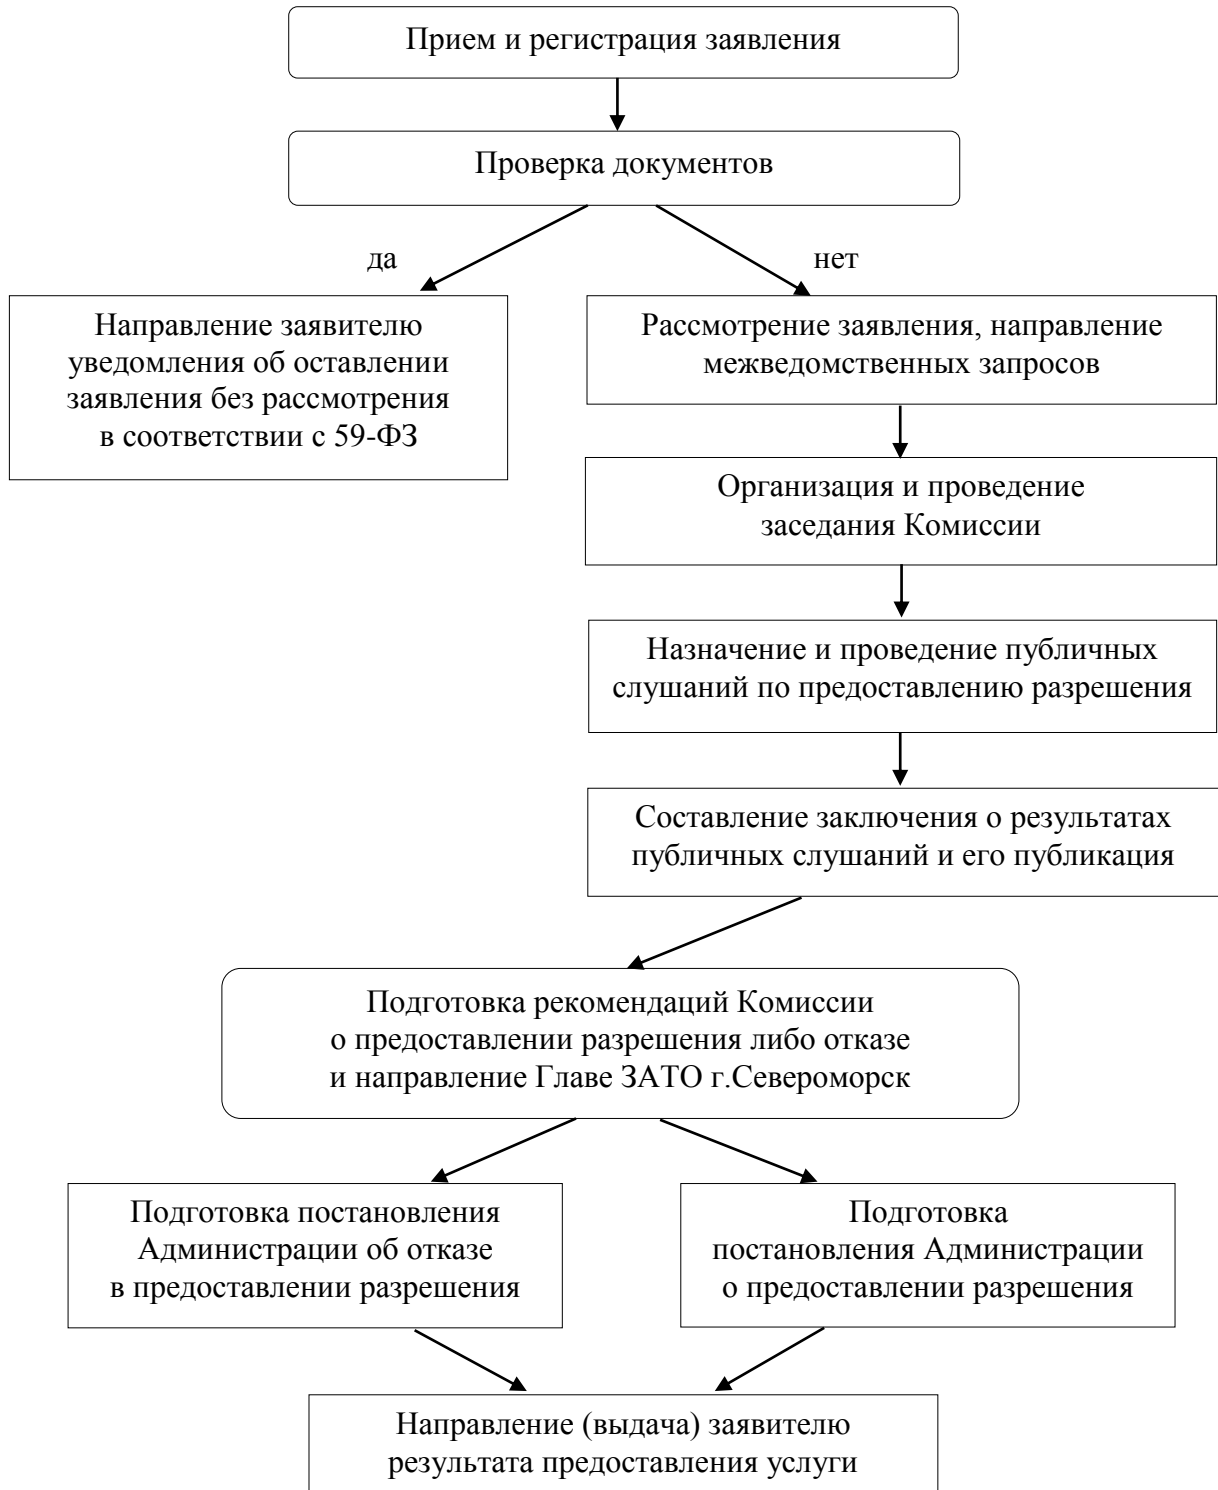 Прием и регистрация заявления
Проверка документов
да
нет
Направление заявителю
уведомления об оставлении
заявления без рассмотрения
в соответствии с 59-ФЗ
Рассмотрение заявления, направление
межведомственных запросов
Организация и проведение
заседания Комиссии
Назначение и проведение публичных
слушаний по предоставлению разрешения
Составление заключения о результатах
публичных слушаний и его публикация
Подготовка рекомендаций Комиссии
о предоставлении разрешения либо отказе
и направление Главе ЗАТО г.Североморск
Подготовка постановления
Администрации об отказе
в предоставлении разрешения
Подготовка
постановления Администрации
о предоставлении разрешения
Направление (выдача) заявителю
результата предоставления услуги